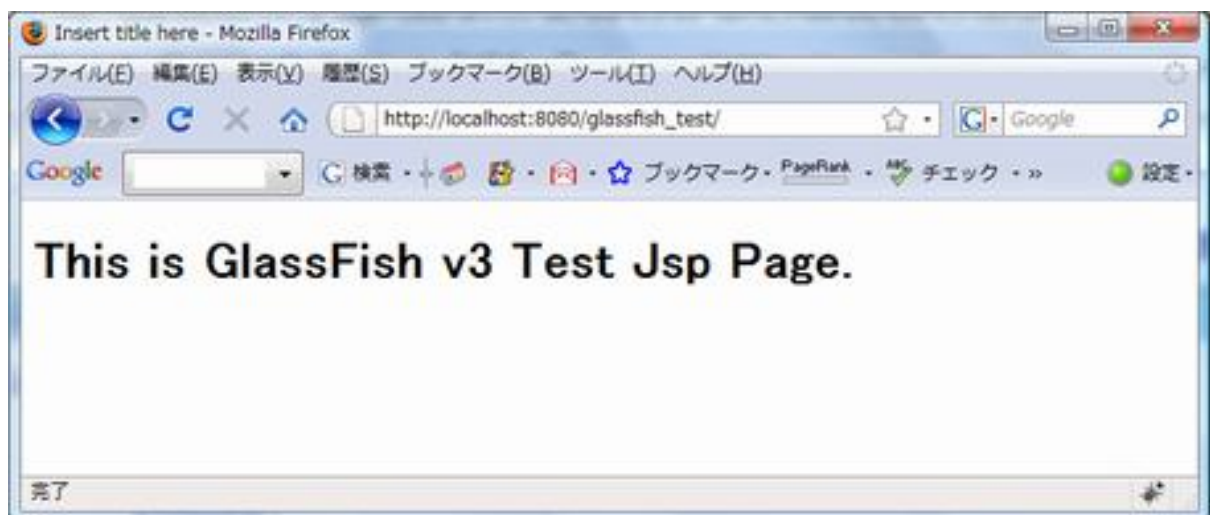 Insert title here - Mozilla Firefox
ファイル(F) 編集(E) 表示(V) 履歴(S) ブックマーク(B) ツール(T) ヘルプ(H)
http://localhost:8080/glassfish_test/ G Google
Google G 検索 ブックマーク PageRank ABC チェック » 設定
This is GlassFish v3 Test Jsp Page.
完了